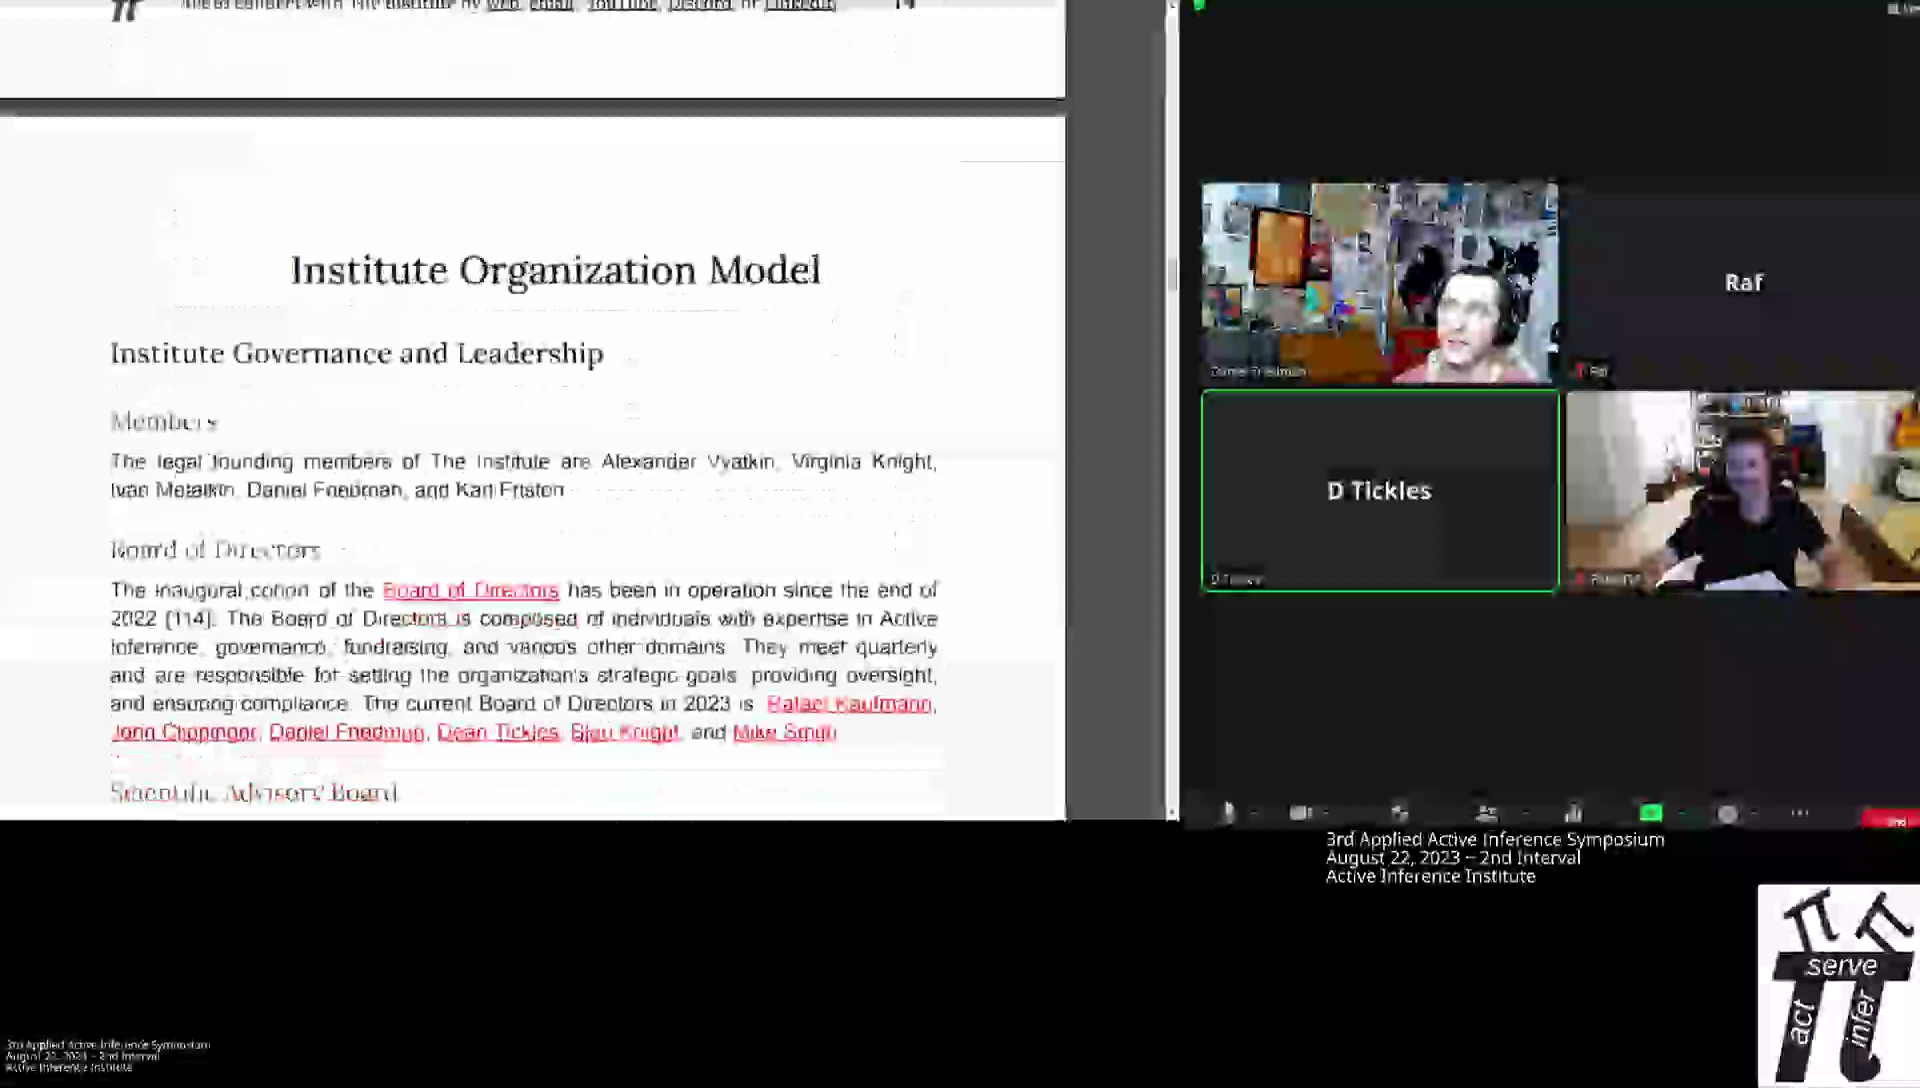 Institute Organization Model
Institute Governance and Leadership
Members
The legal founding members of The Institute are Alexander Vyatkin, Virginia Knight,
Ivan Metelkin, Daniel Friedman, and Karl Friston
Board of Directors
The inaugural cohort of the Board of Directors has been in operation since the end of
2022 [114]. The Board of Directors is composed of individuals with expertise in Active
Inference, governance, fundraising, and various other domains. They meet quarterly
and are responsible for setting the organization's strategic goals, providing oversight,
and ensuring compliance. The current Board of Directors in 2023 is Rafael Kaufmann,
Daniel Friedman, Dean Tickles, Knight, and Mike Smith
Scientific Advisors' Board
Raf
Daniel Friedman
Raf
D Tickles
D Tickles
End
3rd Applied Active Inference Symposium
August 22, 2023 ~ 2nd Interval
Active Inference Institute
serve
act
infer
3rd Applied Active Inference Symposium
August 22, 2023 ~ 2nd Interval
Active Inference Institute